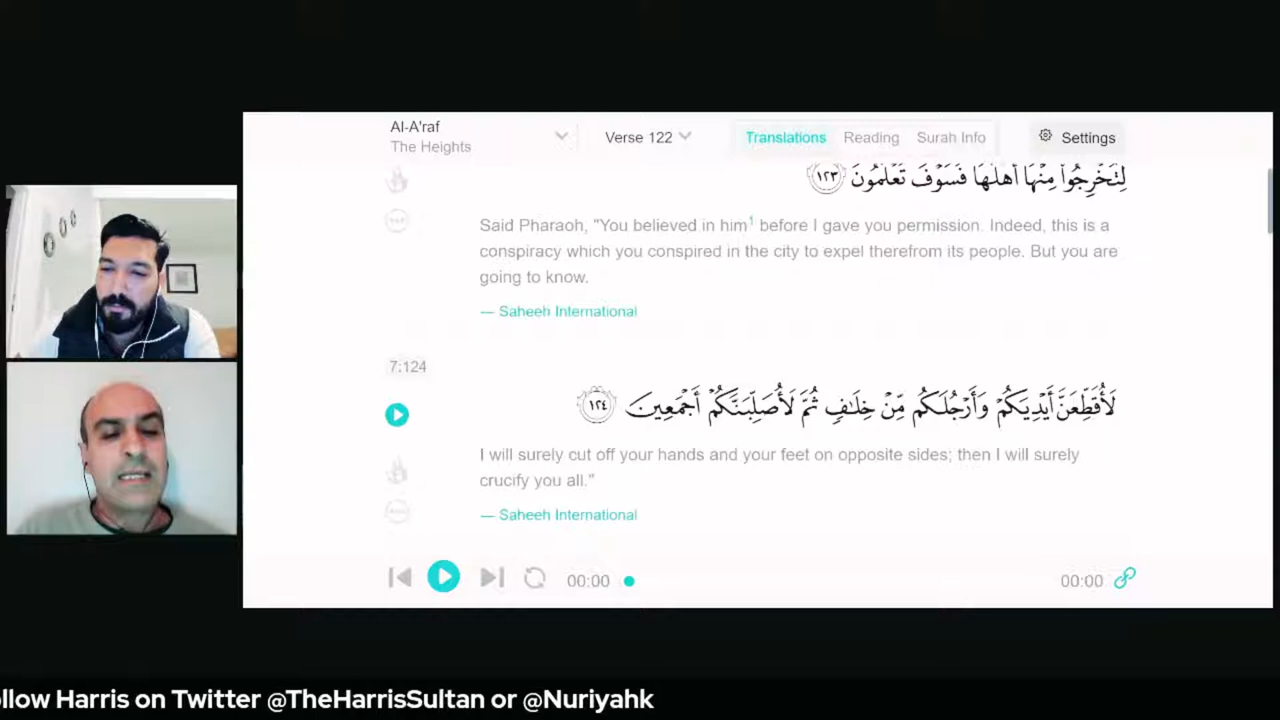 Al-A'raf
The Heights
Verse 122
Translations Reading Surah Info
Settings
لِتُخْرِجُوا۟ مِنْهَآ أَهْلَهَا فَسَوْفَ تَعْلَمُونَ ١٢٣
Said Pharaoh, "You believed in him¹ before I gave you permission. Indeed, this is a
conspiracy which you conspired in the city to expel therefrom its people. But you are
going to know.
— Saheeh International
7:124
لَأُقَطِّعَنَّ أَيْدِيَكُمْ وَأَرْجُلَكُم مِّنْ خِلَـٰفٍ ثُمَّ لَأُصَلِّبَنَّكُمْ أَجْمَعِينَ ١٢٤
I will surely cut off your hands and your feet on opposite sides; then I will surely
crucify you all."
— Saheeh International
00:00
00:00
ollow Harris on Twitter @TheHarrisSultan or @Nuriyahk